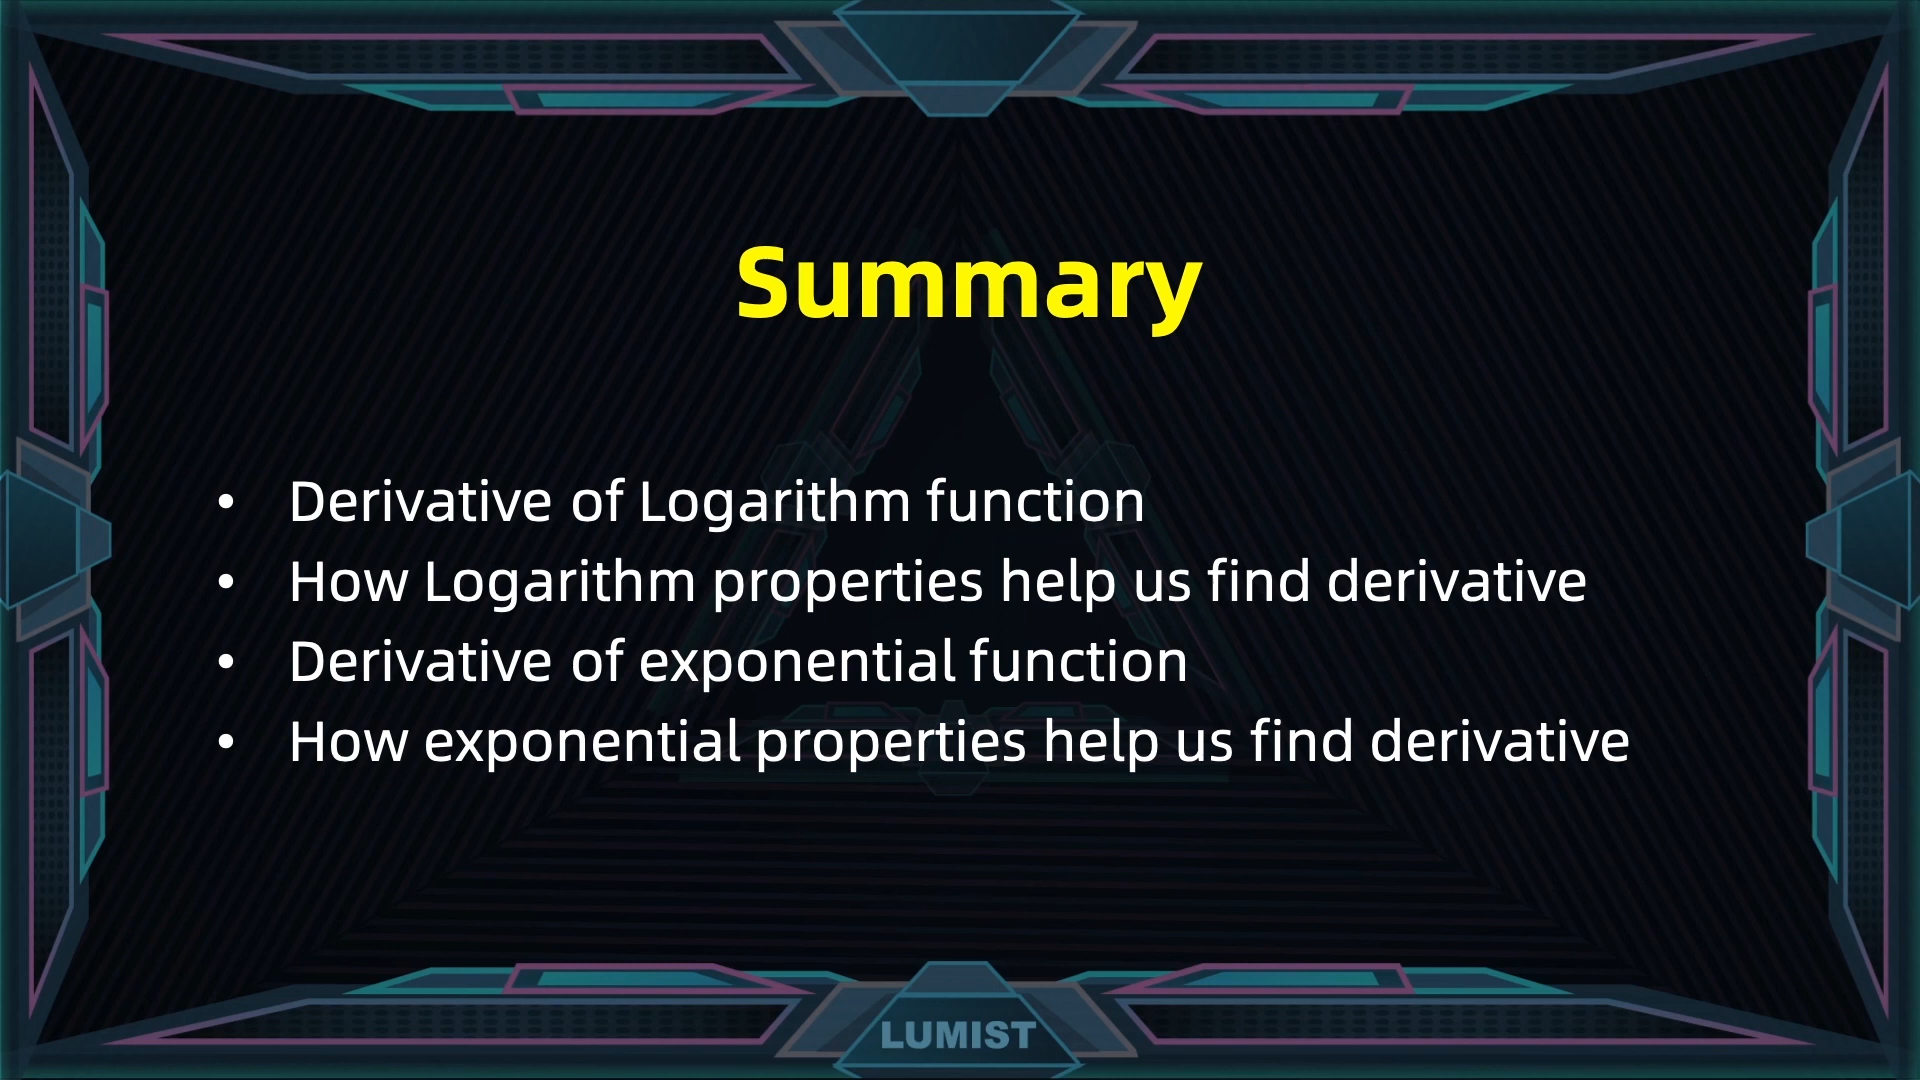 Summary
• Derivative of Logarithm function
• How Logarithm properties help us find derivative
• Derivative of exponential function
• How exponential properties help us find derivative
LUMIST